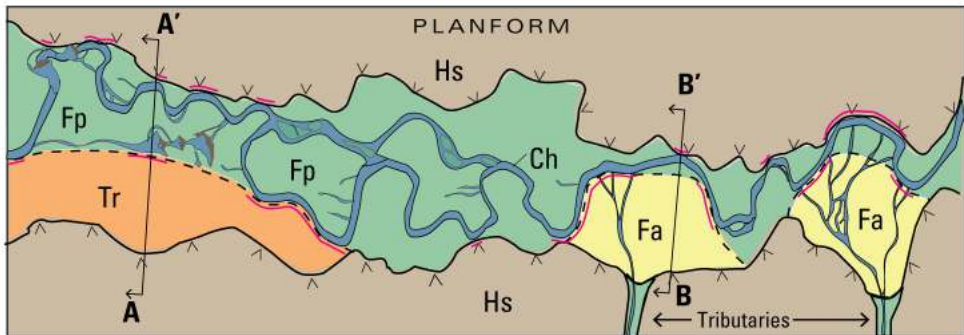 PLANFORM
A'
Hs
B'
Fp
Fp
Ch
Tr
Fa
Fa
A
Hs
B
Tributaries